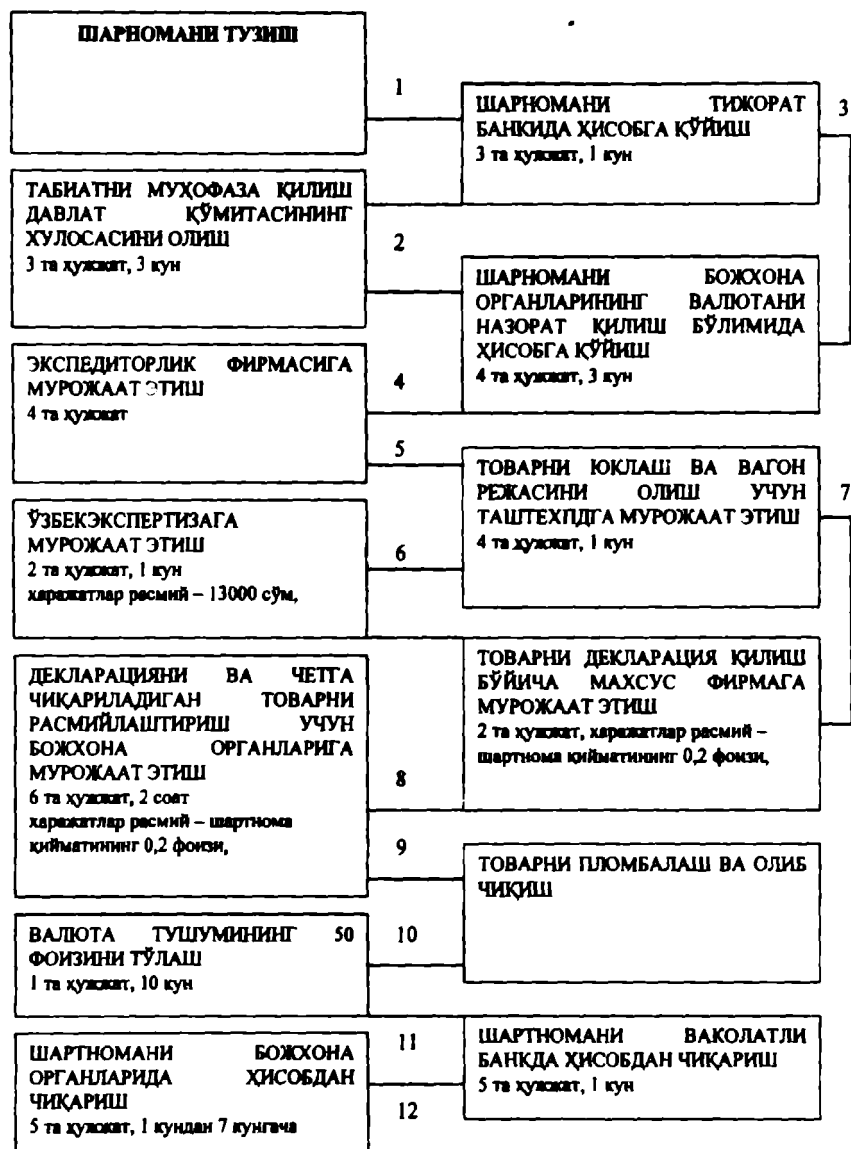 ШАРНОМАНИ ТУЗИШ
1
ШАРНОМАНИ ТИЖОРАТ
БАНКИДА ҲИСОБГА ҚЎЙИШ
3 та ҳужжат, 1 кун
3
ТАБИАТНИ МУҲОФАЗА ҚИЛИШ
ДАВЛАТ ҚЎМИТАСИНИНГ
ХУЛОСАСИНИ ОЛИШ
3 та ҳужжат, 3 кун
2
ШАРНОМАНИ БОЖХОНА
ОРГАНЛАРИНИНГ ВАЛЮТАНИ
НАЗОРАТ ҚИЛИШ БЎЛИМИДА
ҲИСОБГА ҚЎЙИШ
4 та ҳужжат, 3 кун
ЭКСПЕДИТОРЛИК ФИРМАСИГА
МУРОЖААТ ЭТИШ
4 та ҳужжат
4
5
ТОВАРНИ ЮКЛАШ ВА ВАГОН
РЕЖАСИНИ ОЛИШ УЧУН
ТАШТЕХПДГА МУРОЖААТ ЭТИШ
4 та ҳужжат, 1 кун
7
ЎЗБЕКЭКСПЕРТИЗАГА
МУРОЖААТ ЭТИШ
2 та ҳужжат, 1 кун
харажатлар расмий – 13000 сўм,
6
ТОВАРНИ ДЕКЛАРАЦИЯ ҚИЛИШ
БЎЙИЧА МАХСУС ФИРМАГА
МУРОЖААТ ЭТИШ
2 та ҳужжат, харажатлар расмий –
шартнома қийматининг 0,2 фоизи,
ДЕКЛАРАЦИЯНИ ВА ЧЕТГА
ЧИҚАРИЛАДИГАН ТОВАРНИ
РАСМИЙЛАШТИРИШ УЧУН
БОЖХОНА ОРГАНЛАРИГА
МУРОЖААТ ЭТИШ
6 та ҳужжат, 2 соат
харажатлар расмий – шартнома
қийматининг 0,2 фоизи,
8
9
ТОВАРНИ ПЛОМБАЛАШ ВА ОЛИБ
ЧИҚИШ
ВАЛЮТА ТУШУМИНИНГ 50
ФОИЗИНИ ТЎЛАШ
1 та ҳужжат, 10 кун
10
11
ШАРТНОМАНИ ВАКОЛАТЛИ
БАНКДА ҲИСОБДАН ЧИҚАРИШ
5 та ҳужжат, 1 кун
ШАРТНОМАНИ БОЖХОНА
ОРГАНЛАРИДА ҲИСОБДАН
ЧИҚАРИШ
5 та ҳужжат, 1 кундан 7 кунгача
12